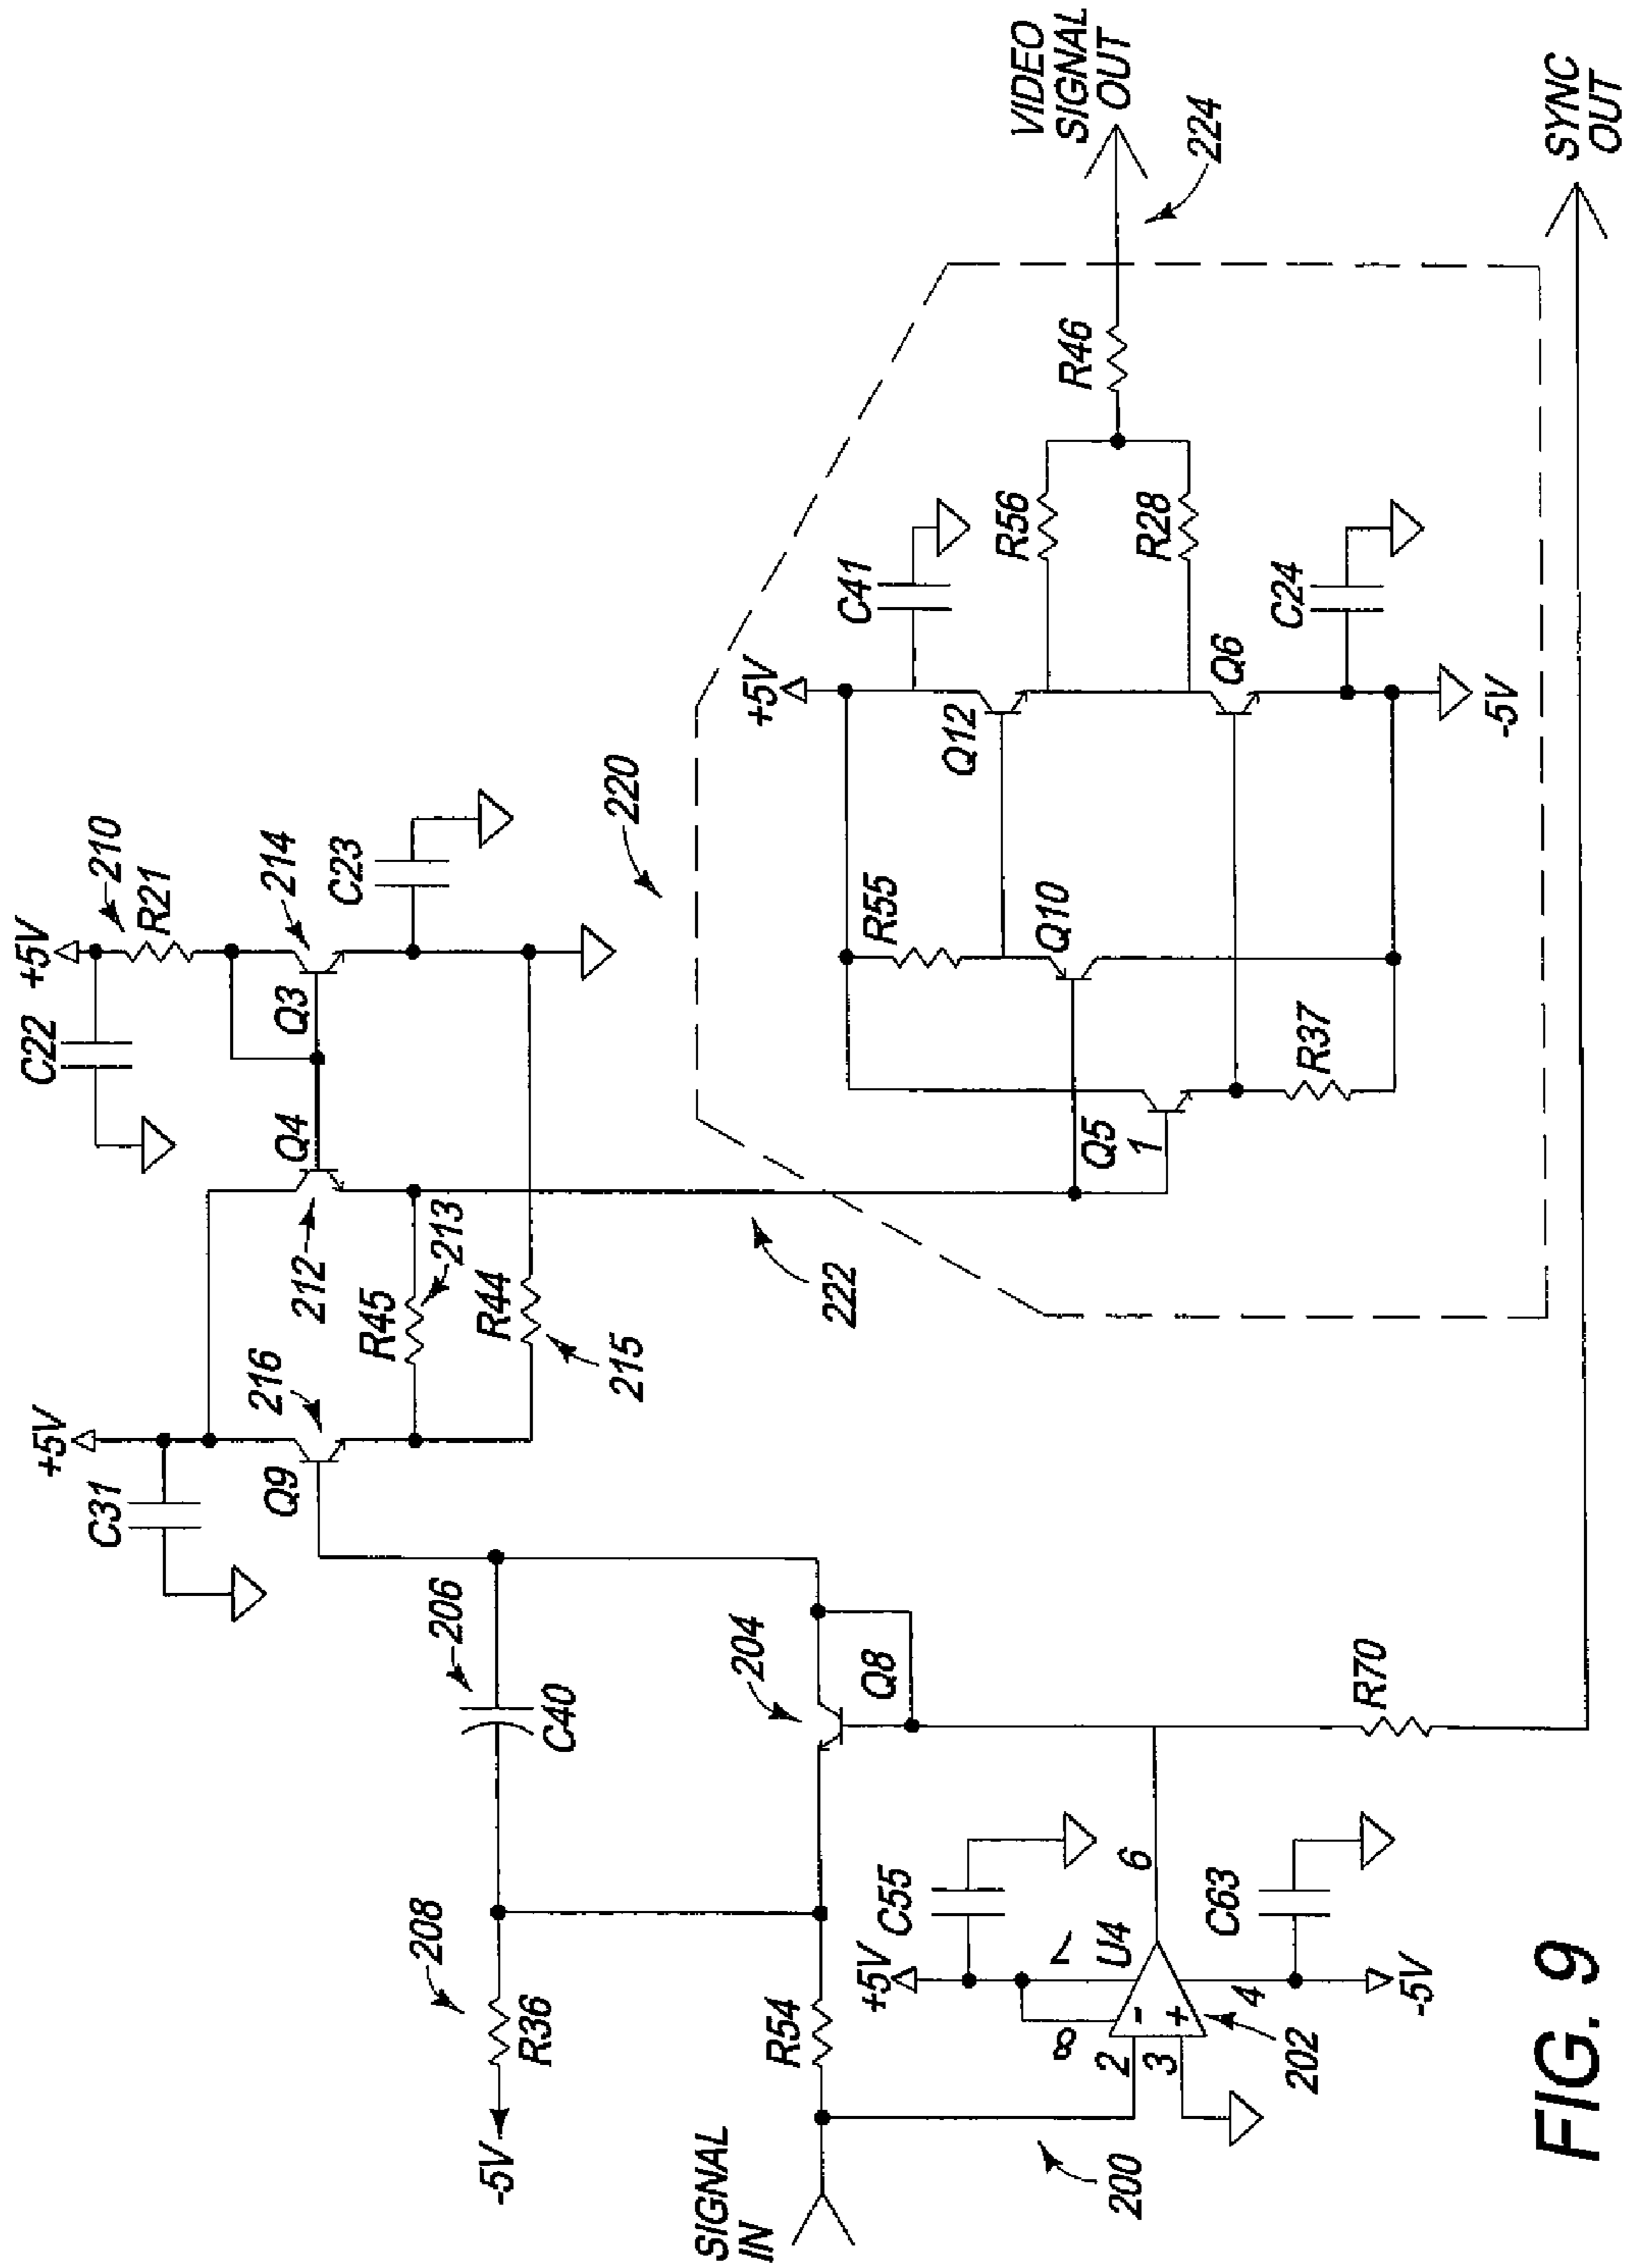 +5V
C22
210
R21
+5V
C31
216
Q9
212
Q4
Q3
214
C23
R45
213
R44
215
206
C40
208
R36
-5V
222
220
204
Q8
SIGNAL
IN
R54
200
+5V
C55
7
U4
6
8
2
3
-
+
4
202
C63
-5V
R70
+5V
C41
Q12
R55
Q10
Q5
1
R37
R56
R28
Q6
C24
-5V
R46
VIDEO
SIGNAL
OUT
224
SYNC
OUT
FIG. 9